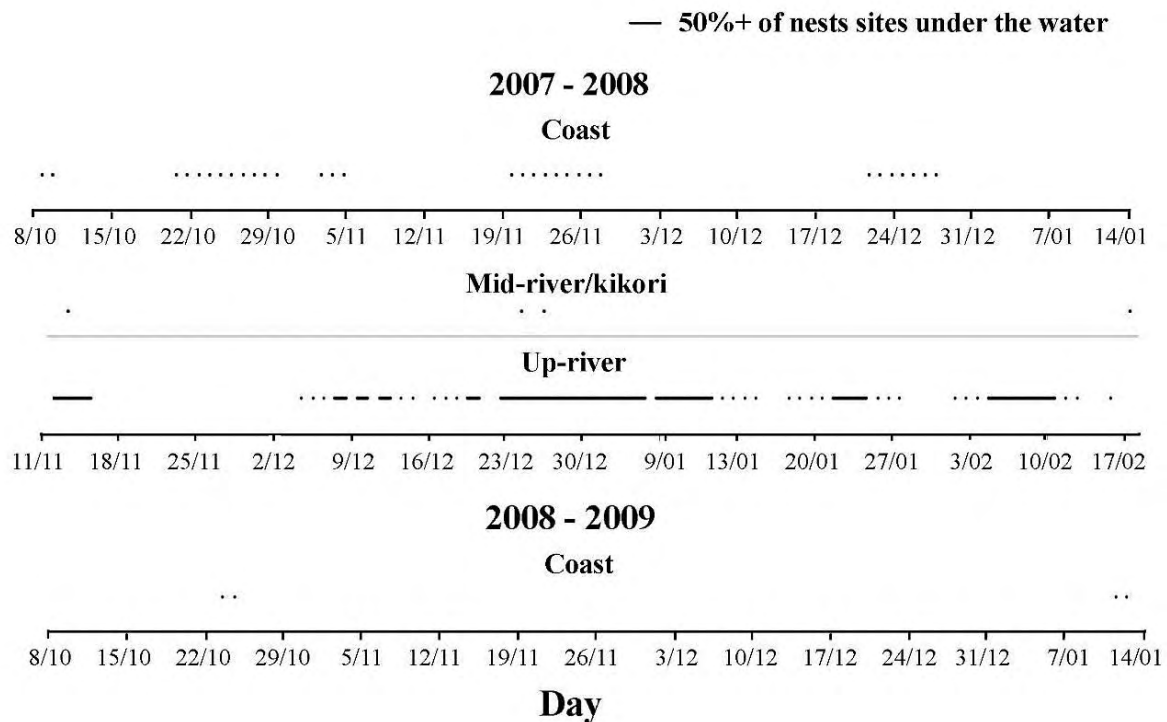 50%+ of nests sites under the water
2007 - 2008
Coast
8/10 15/10 22/10 29/10 5/11 12/11 19/11 26/11 3/12 10/12 17/12 24/12 31/12 7/01 14/01
Mid-river/kikori
Up-river
11/11 18/11 25/11 2/12 9/12 16/12 23/12 30/12 9/01 13/01 20/01 27/01 3/02 10/02 17/02
2008 - 2009
Coast
8/10 15/10 22/10 29/10 5/11 12/11 19/11 26/11 3/12 10/12 17/12 24/12 31/12 7/01 14/01
Day